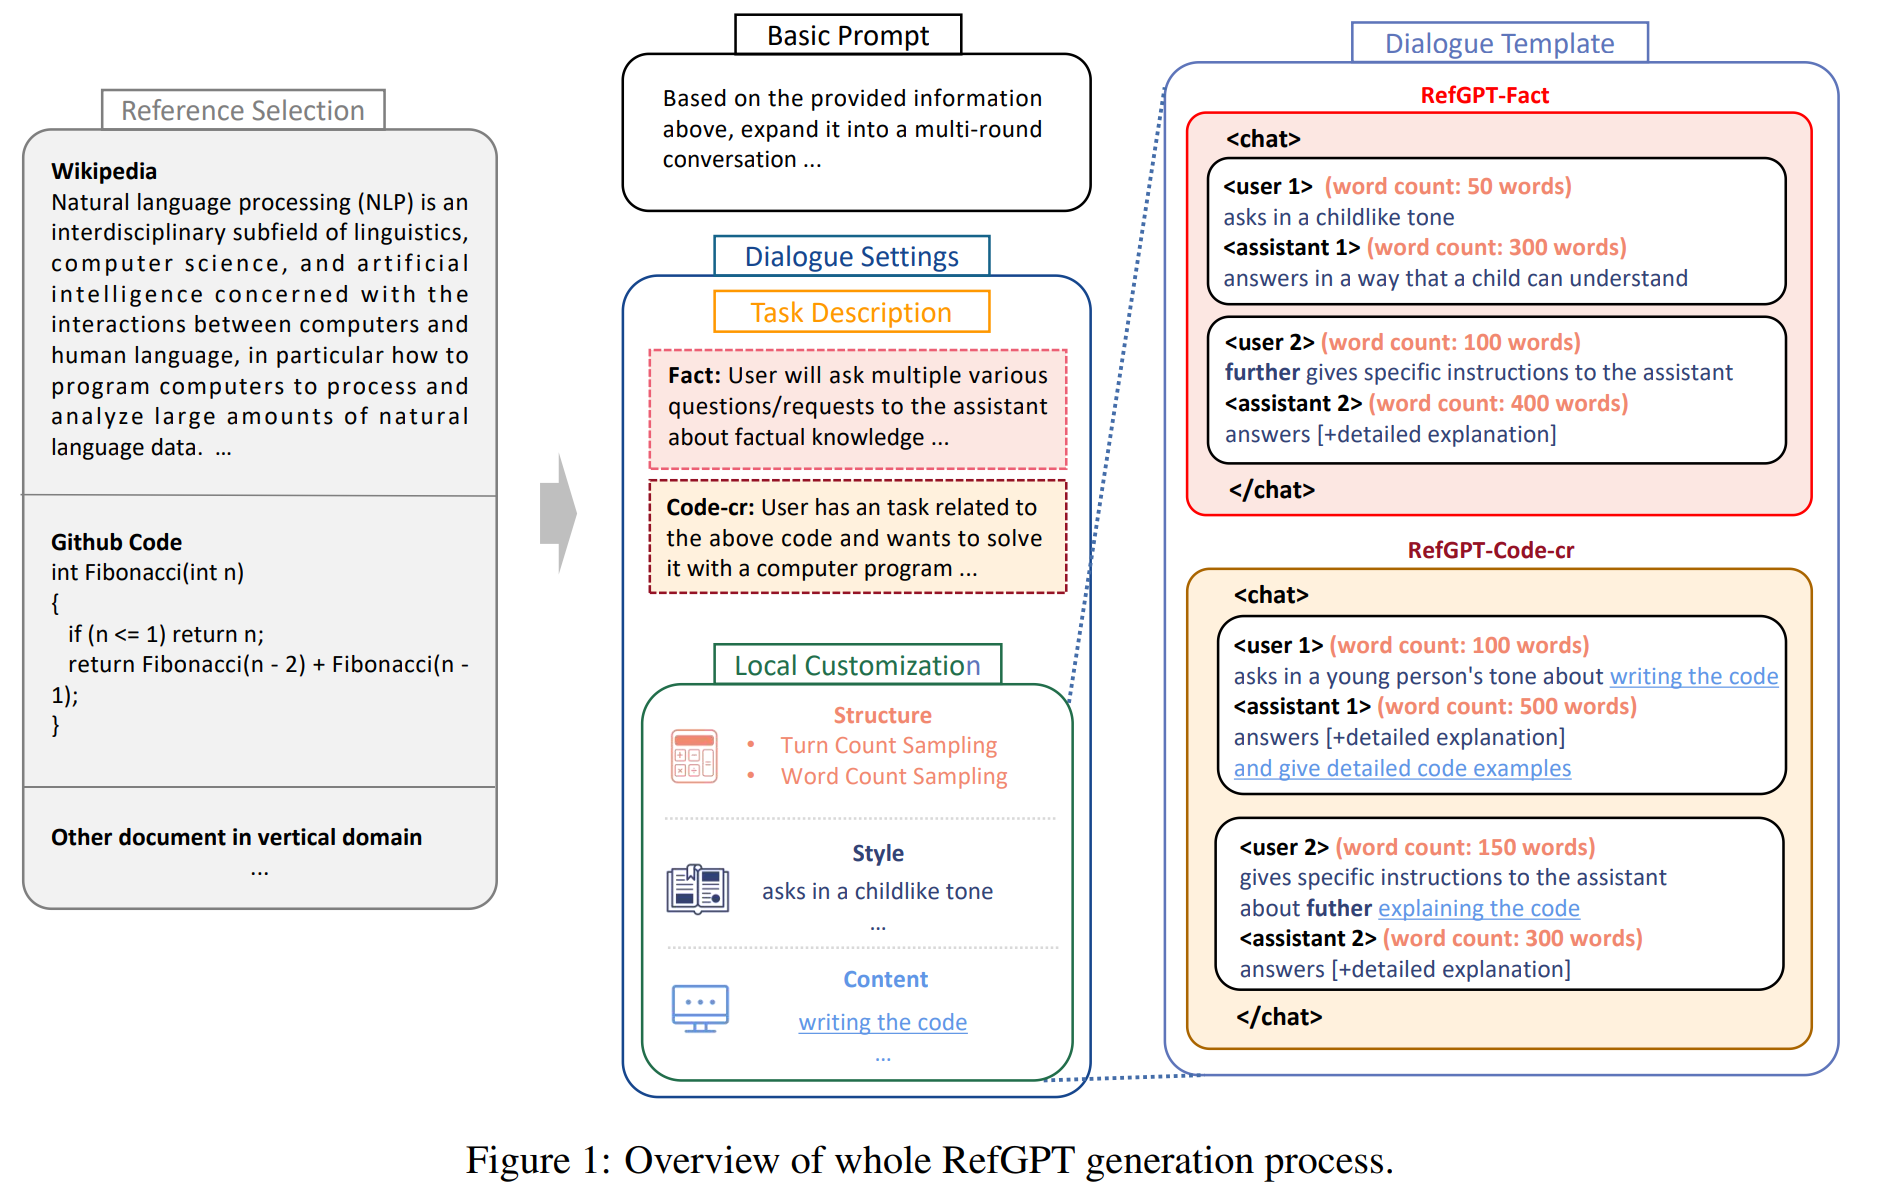 Reference Selection
Wikipedia
Natural language processing (NLP) is an
interdisciplinary subfield of linguistics,
computer science, and artificial
intelligence concerned with the
interactions between computers and
human language, in particular how to
program computers to process and
analyze large amounts of natural
language data. ...
Github Code
int Fibonacci(int n)
{
if (n <= 1) return n;
return Fibonacci(n - 2) + Fibonacci(n -
1);
}
Other document in vertical domain
...
Basic Prompt
Based on the provided information
above, expand it into a multi-round
conversation ...
Dialogue Settings
Task Description
Fact: User will ask multiple various
questions/requests to the assistant
about factual knowledge ...
Code-cr: User has an task related to
the above code and wants to solve
it with a computer program ...
Local Customization
Structure
• Turn Count Sampling
• Word Count Sampling
Style
asks in a childlike tone
...
Content
writing the code
...
Dialogue Template
RefGPT-Fact
<chat>
<user 1> (word count: 50 words)
asks in a childlike tone
<assistant 1> (word count: 300 words)
answers in a way that a child can understand
<user 2> (word count: 100 words)
further gives specific instructions to the assistant
<assistant 2> (word count: 400 words)
answers [+detailed explanation]
</chat>
RefGPT-Code-cr
<chat>
<user 1> (word count: 100 words)
asks in a young person's tone about writing the code
<assistant 1> (word count: 500 words)
answers [+detailed explanation]
and give detailed code examples
<user 2> (word count: 150 words)
gives specific instructions to the assistant
about futher explaining the code
<assistant 2> (word count: 300 words)
answers [+detailed explanation]
</chat>
Figure 1: Overview of whole RefGPT generation process.